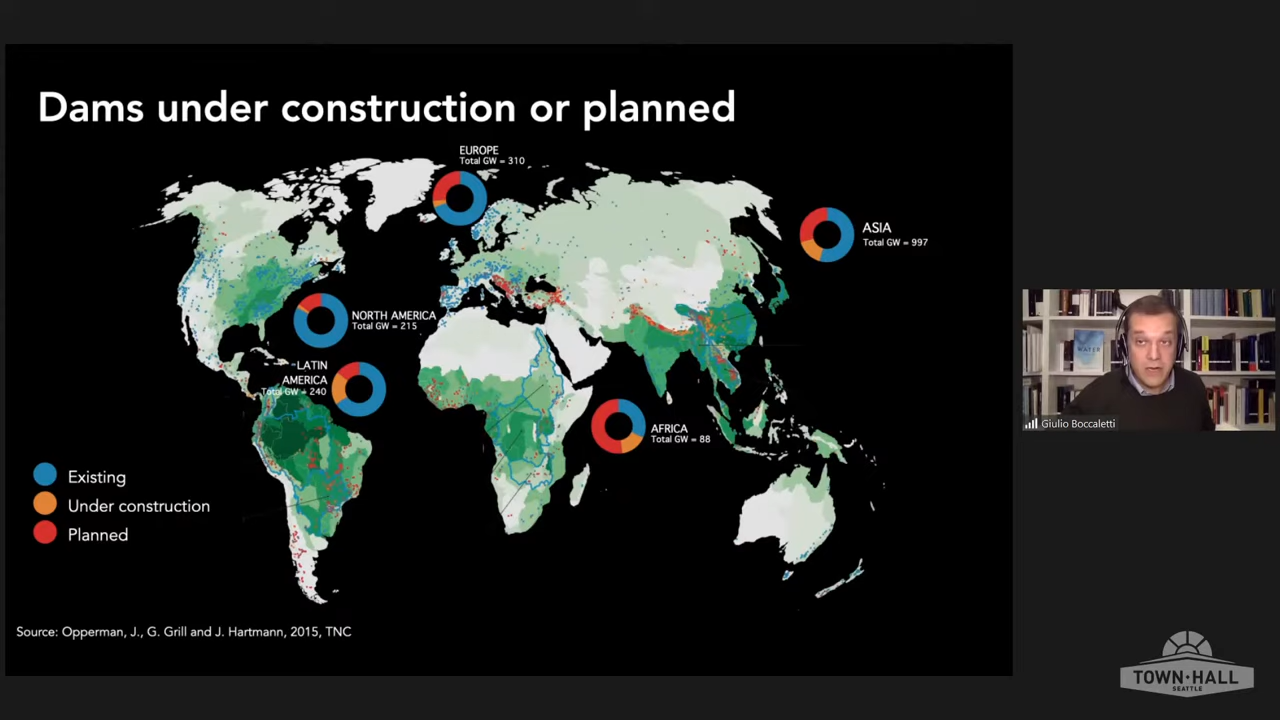 Dams under construction or planned
EUROPE
Total GW = 310
ASIA
Total GW = 997
NORTH AMERICA
Total GW = 215
LATIN
AMERICA
Total GW = 240
AFRICA
Total GW = 88
Existing
Under construction
Planned
Source: Opperman, J., G. Grill and J. Hartmann, 2015, TNC
WATER
Giulio Boccaletti
TOWN·HALL
SEATTLE